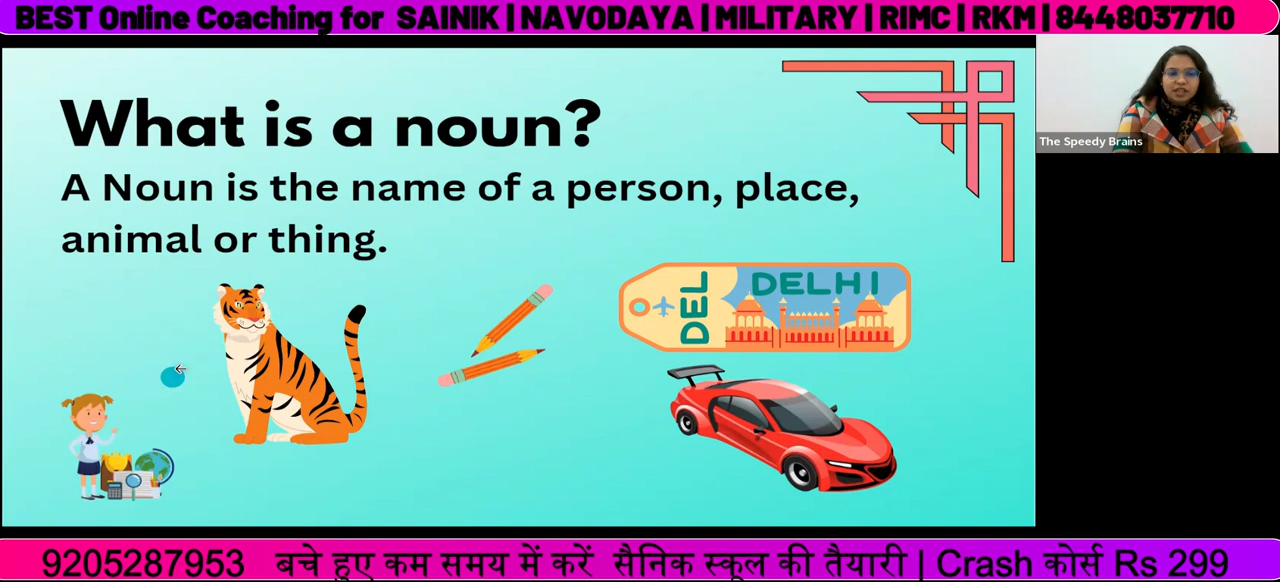 BEST Online Coaching for SAINIK | NAVODAYA | MILITARY | RIMC | RKM | 8448037710
What is a noun?
A Noun is the name of a person, place,
animal or thing.
The Speedy Brains
DEL
DELHI
9205287953 बचे हुए कम समय में करें सैनिक स्कूल की तैयारी | Crash कोर्स Rs 299